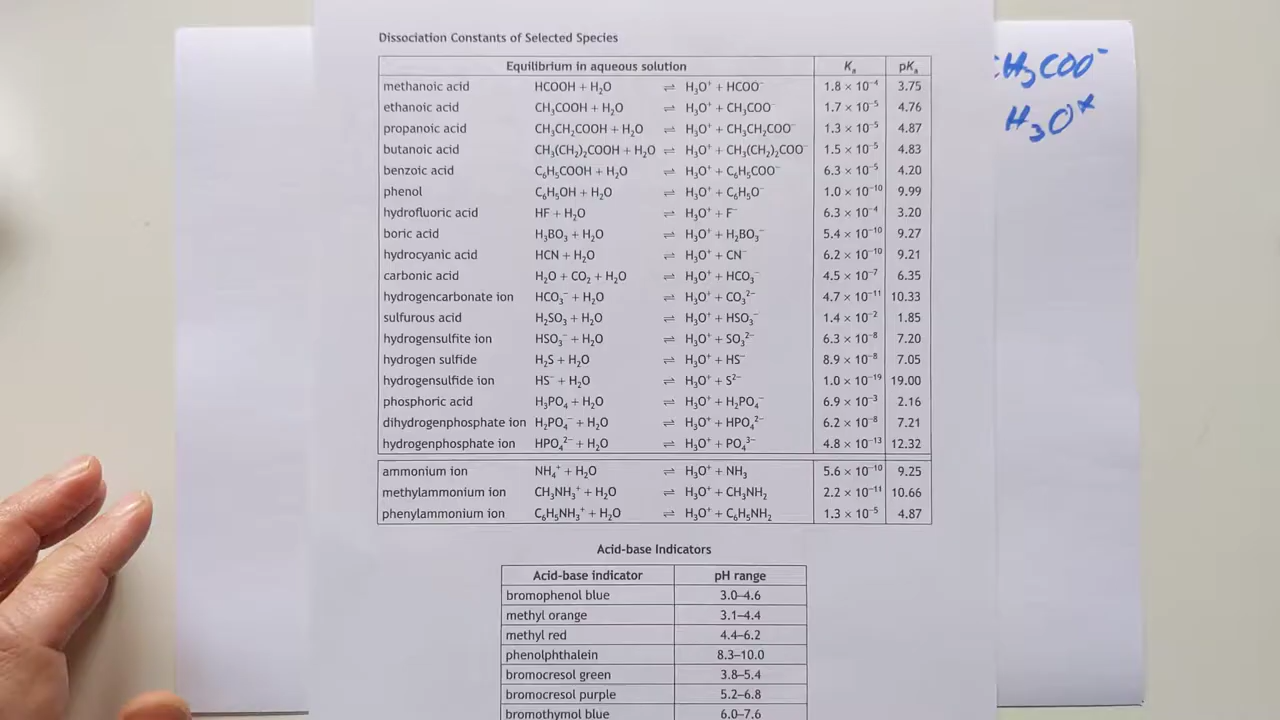 Dissociation Constants of Selected Species
Equilibrium in aqueous solution Kₐ pKₐ
methanoic acid HCOOH + H₂O ⇌ H₃O⁺ + HCOO⁻ 1.8 × 10⁻⁴ 3.75
ethanoic acid CH₃COOH + H₂O ⇌ H₃O⁺ + CH₃COO⁻ 1.7 × 10⁻⁵ 4.76
propanoic acid CH₃CH₂COOH + H₂O ⇌ H₃O⁺ + CH₃CH₂COO⁻ 1.3 × 10⁻⁵ 4.87
butanoic acid CH₃(CH₂)₂COOH + H₂O ⇌ H₃O⁺ + CH₃(CH₂)₂COO⁻ 1.5 × 10⁻⁵ 4.83
benzoic acid C₆H₅COOH + H₂O ⇌ H₃O⁺ + C₆H₅COO⁻ 6.3 × 10⁻⁵ 4.20
phenol C₆H₅OH + H₂O ⇌ H₃O⁺ + C₆H₅O⁻ 1.0 × 10⁻¹⁰ 9.99
hydrofluoric acid HF + H₂O ⇌ H₃O⁺ + F⁻ 6.3 × 10⁻⁴ 3.20
boric acid H₃BO₃ + H₂O ⇌ H₃O⁺ + H₂BO₃⁻ 5.4 × 10⁻¹⁰ 9.27
hydrocyanic acid HCN + H₂O ⇌ H₃O⁺ + CN⁻ 6.2 × 10⁻¹⁰ 9.21
carbonic acid H₂O + CO₂ + H₂O ⇌ H₃O⁺ + HCO₃⁻ 4.5 × 10⁻⁷ 6.35
hydrogencarbonate ion HCO₃⁻ + H₂O ⇌ H₃O⁺ + CO₃²⁻ 4.7 × 10⁻¹¹ 10.33
sulfurous acid H₂SO₃ + H₂O ⇌ H₃O⁺ + HSO₃⁻ 1.4 × 10⁻² 1.85
hydrogensulfite ion HSO₃⁻ + H₂O ⇌ H₃O⁺ + SO₃²⁻ 6.3 × 10⁻⁸ 7.20
hydrogen sulfide H₂S + H₂O ⇌ H₃O⁺ + HS⁻ 8.9 × 10⁻⁸ 7.05
hydrogensulfide ion HS⁻ + H₂O ⇌ H₃O⁺ + S²⁻ 1.0 × 10⁻¹⁹ 19.00
phosphoric acid H₃PO₄ + H₂O ⇌ H₃O⁺ + H₂PO₄⁻ 6.9 × 10⁻³ 2.16
dihydrogenphosphate ion H₂PO₄⁻ + H₂O ⇌ H₃O⁺ + HPO₄²⁻ 6.2 × 10⁻⁸ 7.21
hydrogenphosphate ion HPO₄²⁻ + H₂O ⇌ H₃O⁺ + PO₄³⁻ 4.8 × 10⁻¹³ 12.32
ammonium ion NH₄⁺ + H₂O ⇌ H₃O⁺ + NH₃ 5.6 × 10⁻¹⁰ 9.25
methylammonium ion CH₃NH₃⁺ + H₂O ⇌ H₃O⁺ + CH₃NH₂ 2.2 × 10⁻¹¹ 10.66
phenylammonium ion C₆H₅NH₃⁺ + H₂O ⇌ H₃O⁺ + C₆H₅NH₂ 1.3 × 10⁻⁵ 4.87
Acid-base Indicators
Acid-base indicator pH range
bromophenol blue 3.0–4.6
methyl orange 3.1–4.4
methyl red 4.4–6.2
phenolphthalein 8.3–10.0
bromocresol green 3.8–5.4
bromocresol purple 5.2–6.8
bromothymol blue 6.0–7.6
CH₃COO⁻
H₃O⁺